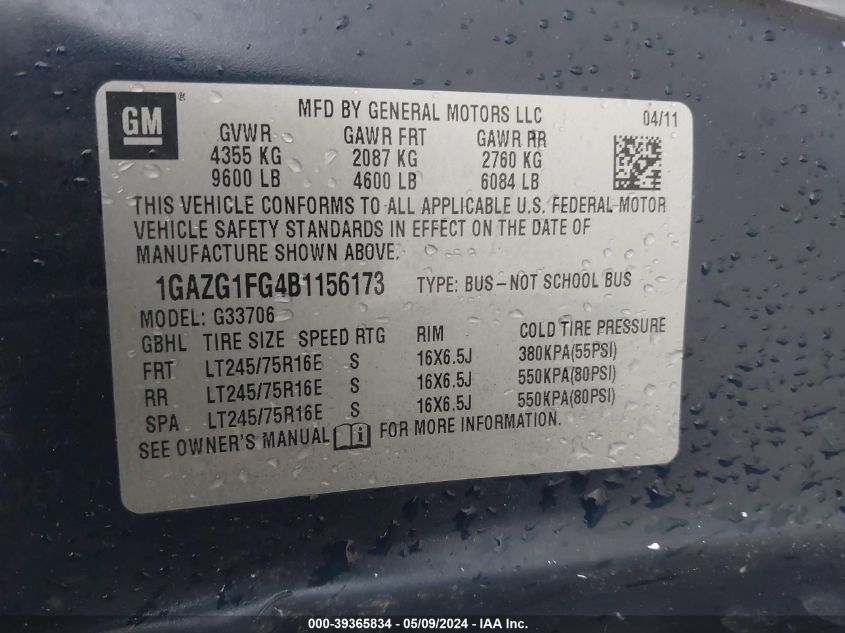 GM ®
MFD BY GENERAL MOTORS LLC 04/11
GVWR GAWR FRT GAWR RR
4355 KG 2087 KG 2760 KG
9600 LB 4600 LB 6084 LB
THIS VEHICLE CONFORMS TO ALL APPLICABLE U.S. FEDERAL MOTOR
VEHICLE SAFETY STANDARDS IN EFFECT ON THE DATE OF
MANUFACTURE SHOWN ABOVE.
1GAZG1FG4B1156173 TYPE: BUS-NOT SCHOOL BUS
MODEL: G33706
GBHL TIRE SIZE SPEED RTG RIM COLD TIRE PRESSURE
FRT LT245/75R16E S 16X6.5J 380KPA(55PSI)
RR LT245/75R16E S 16X6.5J 550KPA(80PSI)
SPA LT245/75R16E S 16X6.5J 550KPA(80PSI)
SEE OWNER'S MANUAL i FOR MORE INFORMATION.
000-39365834 - 05/09/2024 - IAA Inc.